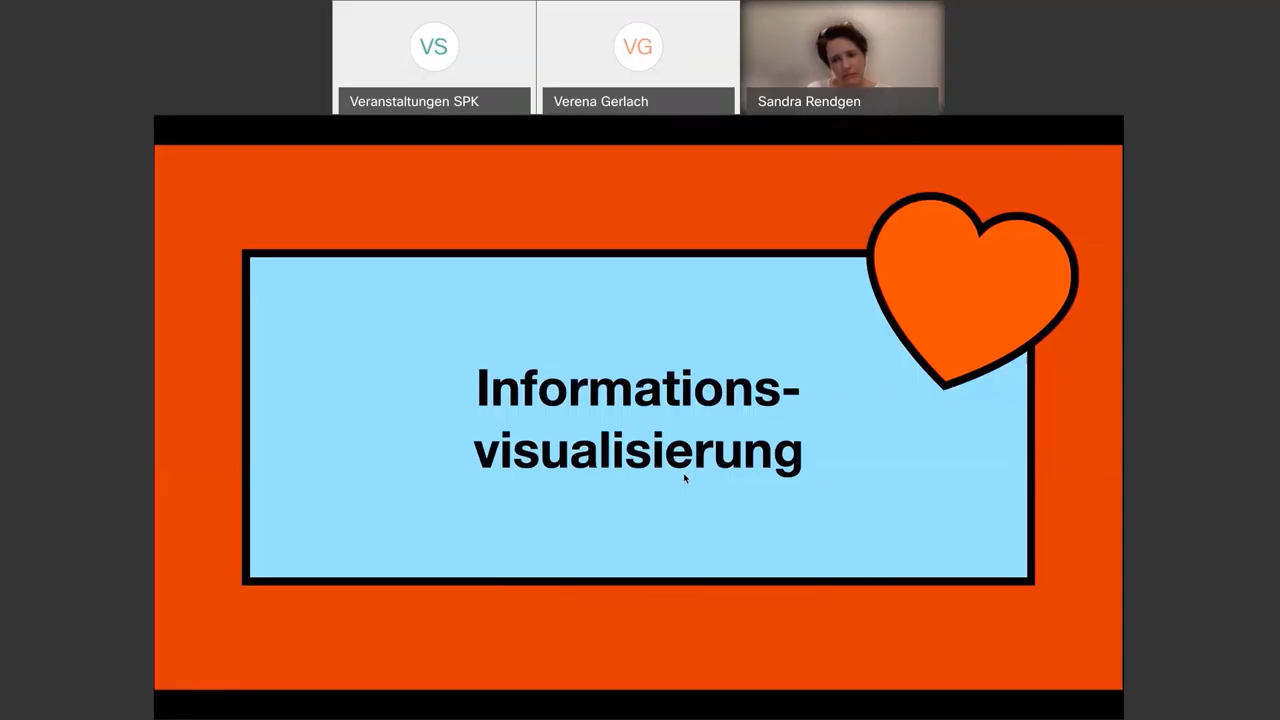 VS
VG
Veranstaltungen SPK
Verena Gerlach
Sandra Rendgen
Informations-
visualisierung